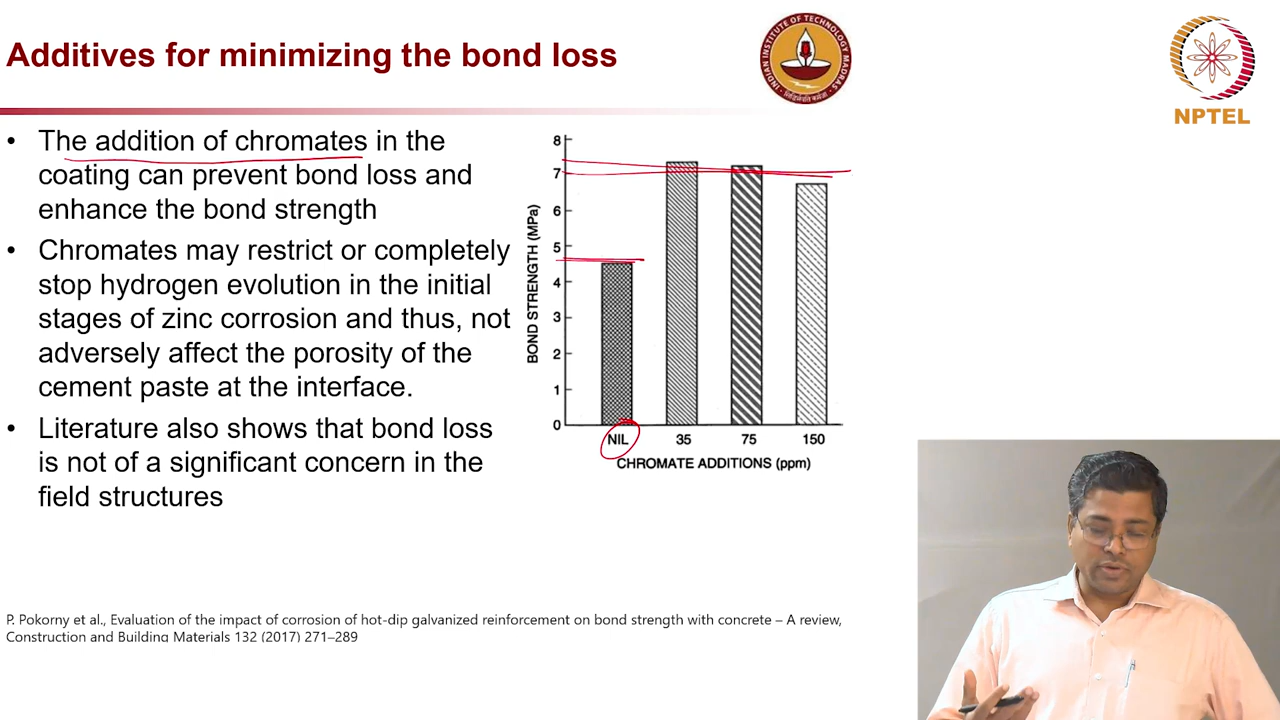 Additives for minimizing the bond loss
INDIAN INSTITUTE OF TECHNOLOGY MADRAS
NPTEL
• The addition of chromates in the
coating can prevent bond loss and
enhance the bond strength
• Chromates may restrict or completely
stop hydrogen evolution in the initial
stages of zinc corrosion and thus, not
adversely affect the porosity of the
cement paste at the interface.
• Literature also shows that bond loss
is not of a significant concern in the
field structures
BOND STRENGTH (MPa)
8
7
6
5
4
3
2
1
0
NIL 35 75 150
CHROMATE ADDITIONS (ppm)
P. Pokorny et al., Evaluation of the impact of corrosion of hot-dip galvanized reinforcement on bond strength with concrete – A review,
Construction and Building Materials 132 (2017) 271–289